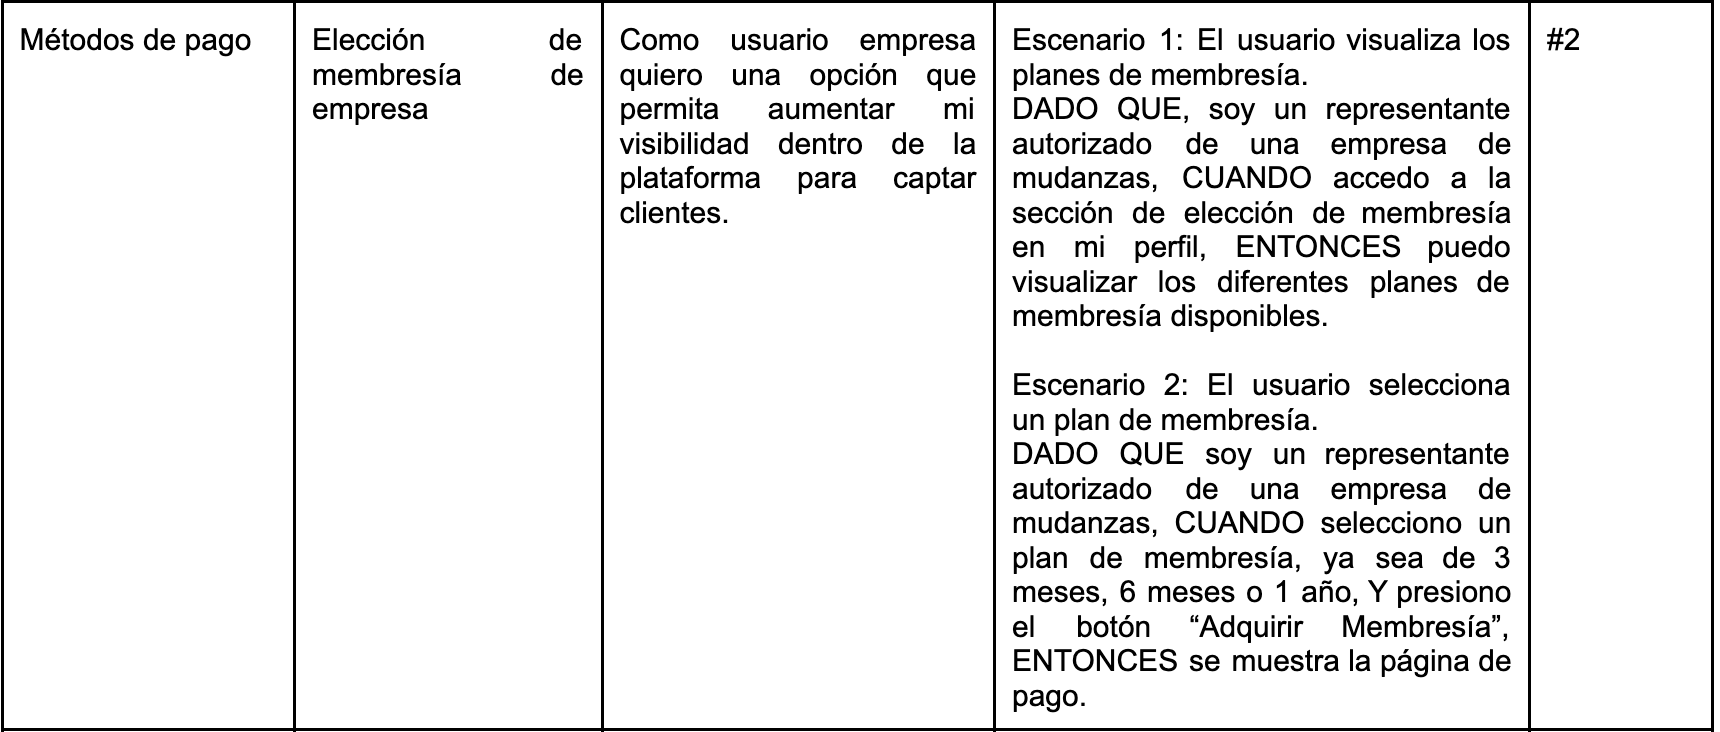 Métodos de pago
Elección de
membresía de
empresa
Como usuario empresa
quiero una opción que
permita aumentar mi
visibilidad dentro de la
plataforma para captar
clientes.
Escenario 1: El usuario visualiza los
planes de membresía.
DADO QUE, soy un representante
autorizado de una empresa de
mudanzas, CUANDO accedo a la
sección de elección de membresía
en mi perfil, ENTONCES puedo
visualizar los diferentes planes de
membresía disponibles.
Escenario 2: El usuario selecciona
un plan de membresía.
DADO QUE soy un representante
autorizado de una empresa de
mudanzas, CUANDO selecciono un
plan de membresía, ya sea de 3
meses, 6 meses o 1 año, Y presiono
el botón “Adquirir Membresía”,
ENTONCES se muestra la página de
pago.
#2